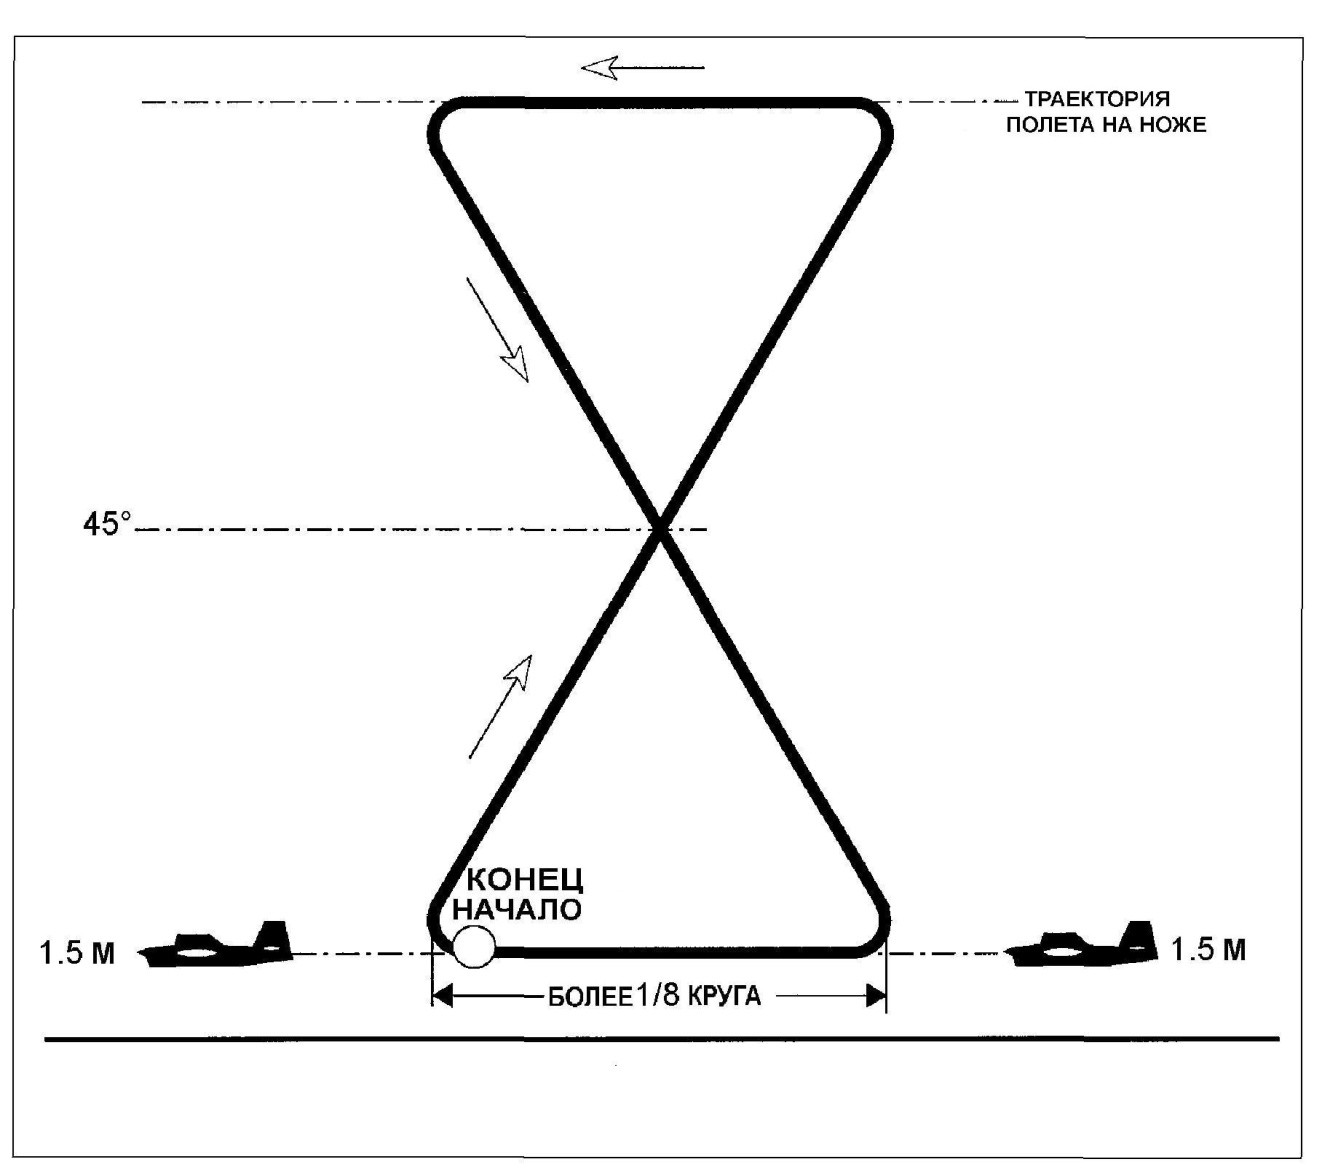 ТРАЕКТОРИЯ
ПОЛЕТА НА НОЖЕ
45°
КОНЕЦ
НАЧАЛО
1.5 М
1.5 М
БОЛЕЕ 1/8 КРУГА